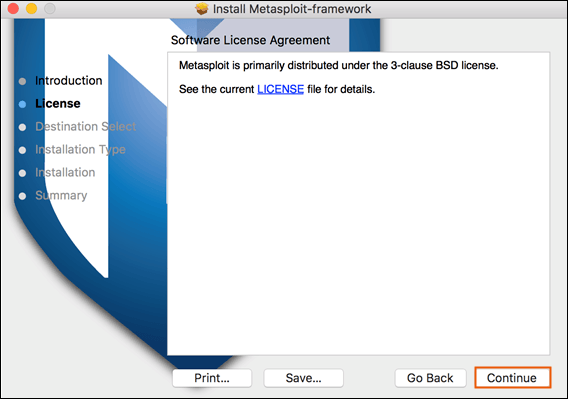 Install Metasploit-framework
Software License Agreement
Introduction
License
Destination Select
Installation Type
Installation
Summary
Metasploit is primarily distributed under the 3-clause BSD license.
See the current LICENSE file for details.
Print...
Save...
Go Back
Continue